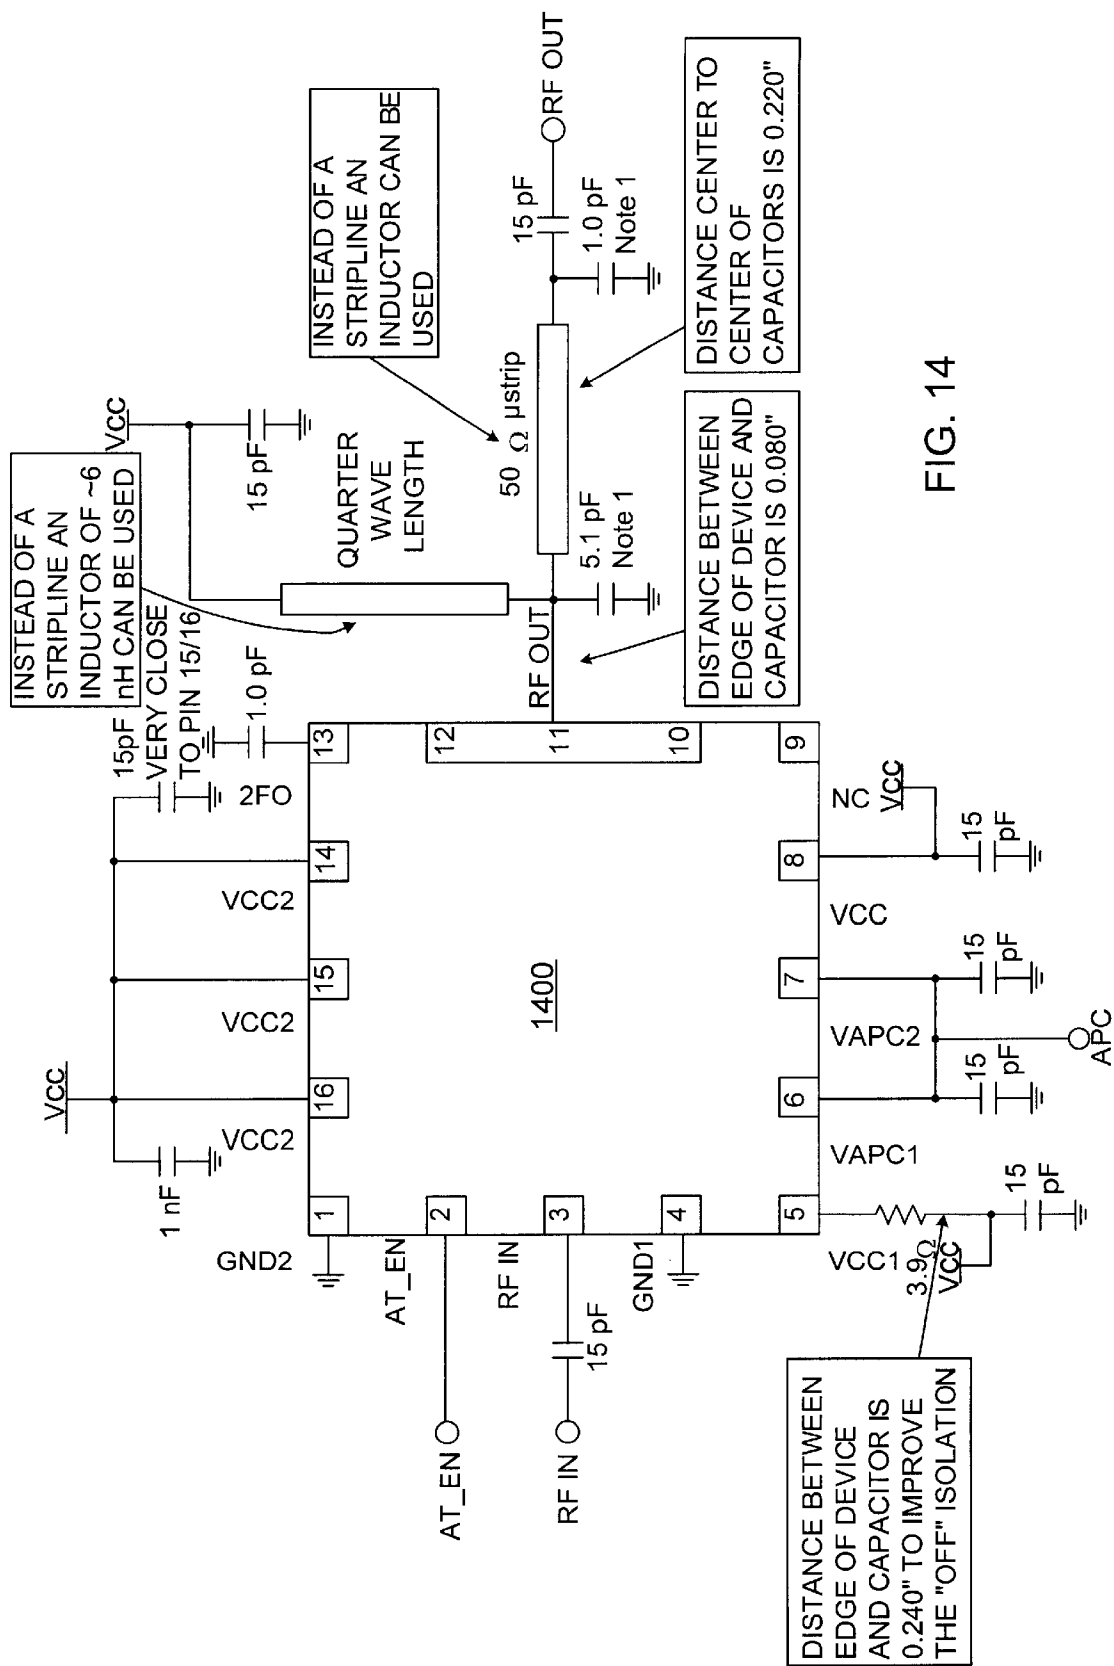 INSTEAD OF A
STRIPLINE AN
INDUCTOR OF ~6
nH CAN BE USED
VCC
15 pF
INSTEAD OF A
STRIPLINE AN
INDUCTOR CAN BE
USED
QUARTER
WAVE
LENGTH
50 Ω µstrip
15 pF
RF OUT
1.0 pF
Note 1
5.1 pF
Note 1
RF OUT
DISTANCE BETWEEN
EDGE OF DEVICE AND
CAPACITOR IS 0.080"
DISTANCE CENTER TO
CENTER OF
CAPACITORS IS 0.220"
VCC
1 nF
15pF
VERY CLOSE
TO PIN 15/16
1.0 pF
VCC2
VCC2
VCC2
2FO
16
15
14
13
GND2
1
AT_EN
AT_EN
2
RF IN
15 pF
RF IN
3
GND1
4
1400
12
11
10
5
6
7
8
9
VCC1
VAPC1
VAPC2
VCC
NC
3.9Ω
VCC
15
pF
15
pF
APC
15
pF
VCC
15
pF
DISTANCE BETWEEN
EDGE OF DEVICE
AND CAPACITOR IS
0.240" TO IMPROVE
THE "OFF" ISOLATION
FIG. 14